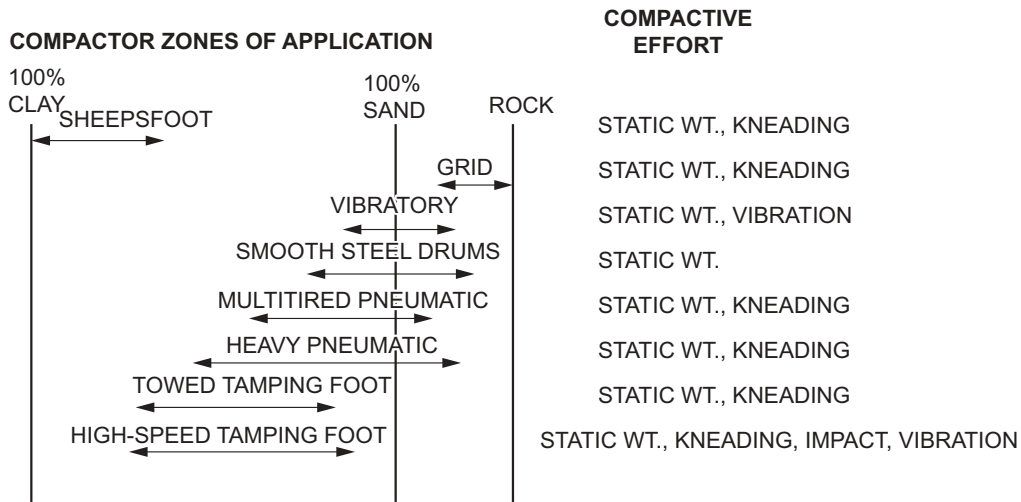 COMPACTIVE
EFFORT
COMPACTOR ZONES OF APPLICATION
100%
CLAY
100%
SAND
ROCK
SHEEPSFOOT
STATIC WT., KNEADING
GRID
STATIC WT., KNEADING
VIBRATORY
STATIC WT., VIBRATION
SMOOTH STEEL DRUMS
STATIC WT.
MULTITIRED PNEUMATIC
STATIC WT., KNEADING
HEAVY PNEUMATIC
STATIC WT., KNEADING
TOWED TAMPING FOOT
STATIC WT., KNEADING
HIGH-SPEED TAMPING FOOT
STATIC WT., KNEADING, IMPACT, VIBRATION